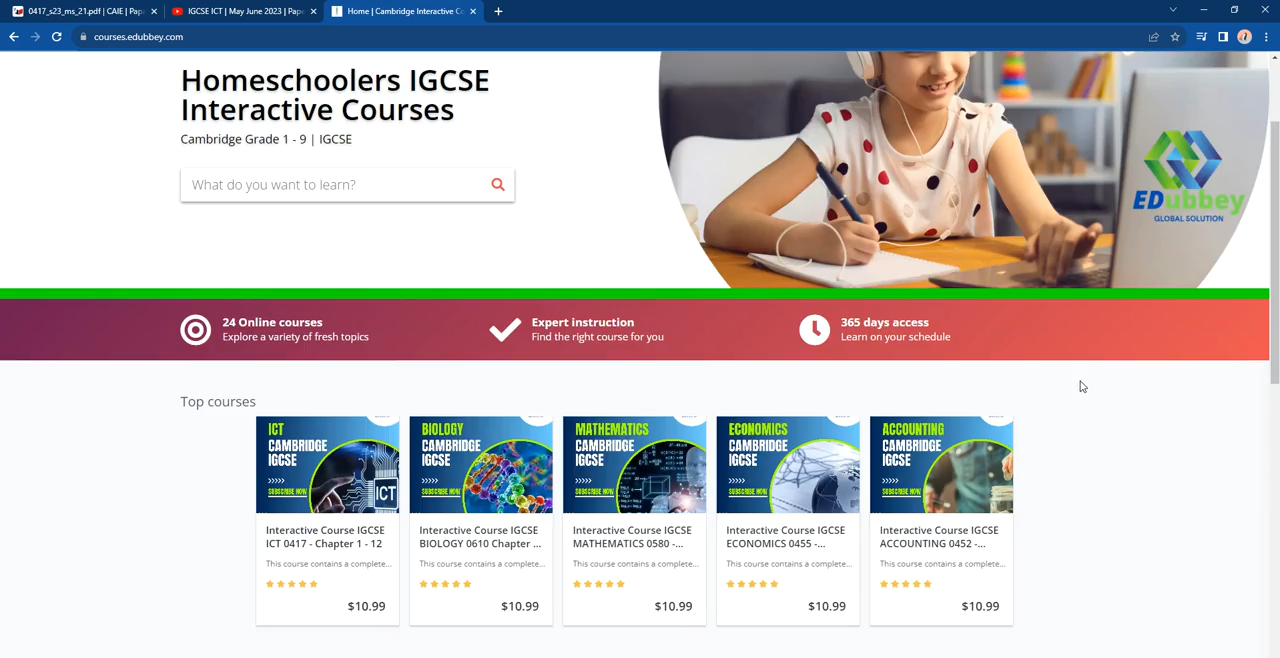 0417_s23_ms_21.pdf | CAIE | Pap
IGCSE ICT | May June 2023 | Pape
Home | Cambridge Interactive Co
courses.edubbey.com
Homeschoolers IGCSE
Interactive Courses
Cambridge Grade 1 - 9 | IGCSE
What do you want to learn?
EDubbey
GLOBAL SOLUTION
24 Online courses
Explore a variety of fresh topics
Expert instruction
Find the right course for you
365 days access
Learn on your schedule
Top courses
ICT
CAMBRIDGE
IGCSE
>>>>>
SUBSCRIBE NOW
ICT
Interactive Course IGCSE
ICT 0417 - Chapter 1 - 12
This course contains a complete...
$10.99
BIOLOGY
CAMBRIDGE
IGCSE
>>>>>
SUBSCRIBE NOW
Interactive Course IGCSE
BIOLOGY 0610 Chapter ...
This course contains a complete...
$10.99
MATHEMATICS
CAMBRIDGE
IGCSE
>>>>>
SUBSCRIBE NOW
Interactive Course IGCSE
MATHEMATICS 0580 -...
This course contains a complete...
$10.99
ECONOMICS
CAMBRIDGE
IGCSE
>>>>>
SUBSCRIBE NOW
Interactive Course IGCSE
ECONOMICS 0455 -...
This course contains a complete...
$10.99
ACCOUNTING
CAMBRIDGE
IGCSE
>>>>>
SUBSCRIBE NOW
Interactive Course IGCSE
ACCOUNTING 0452 -...
This course contains a complete...
$10.99